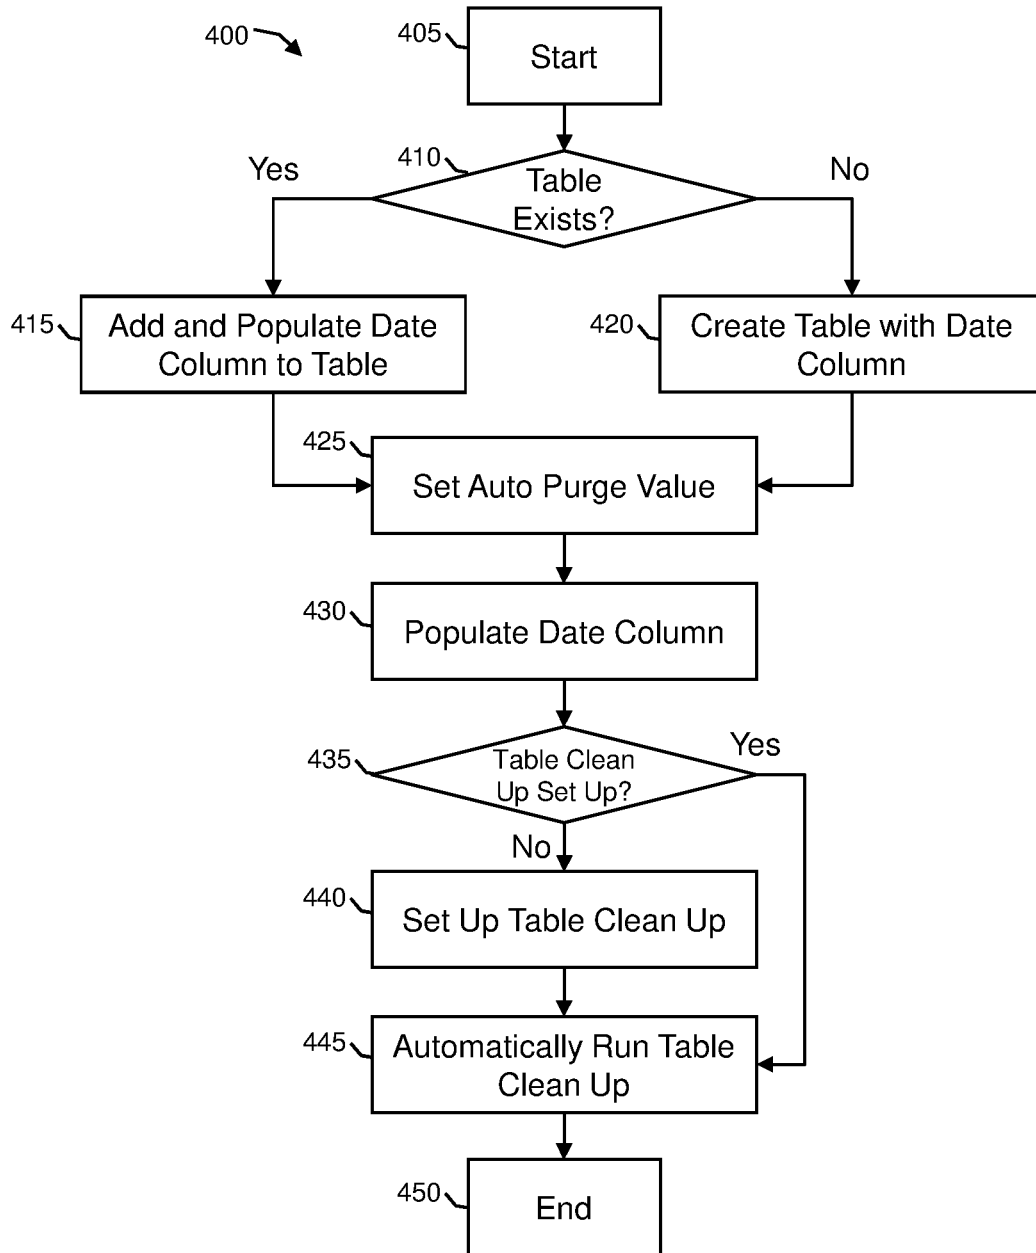 400
405
Start
410
Yes
Table
Exists?
No
415
Add and Populate Date
Column to Table
420
Create Table with Date
Column
425
Set Auto Purge Value
430
Populate Date Column
435
Table Clean
Up Set Up?
Yes
No
440
Set Up Table Clean Up
445
Automatically Run Table
Clean Up
450
End